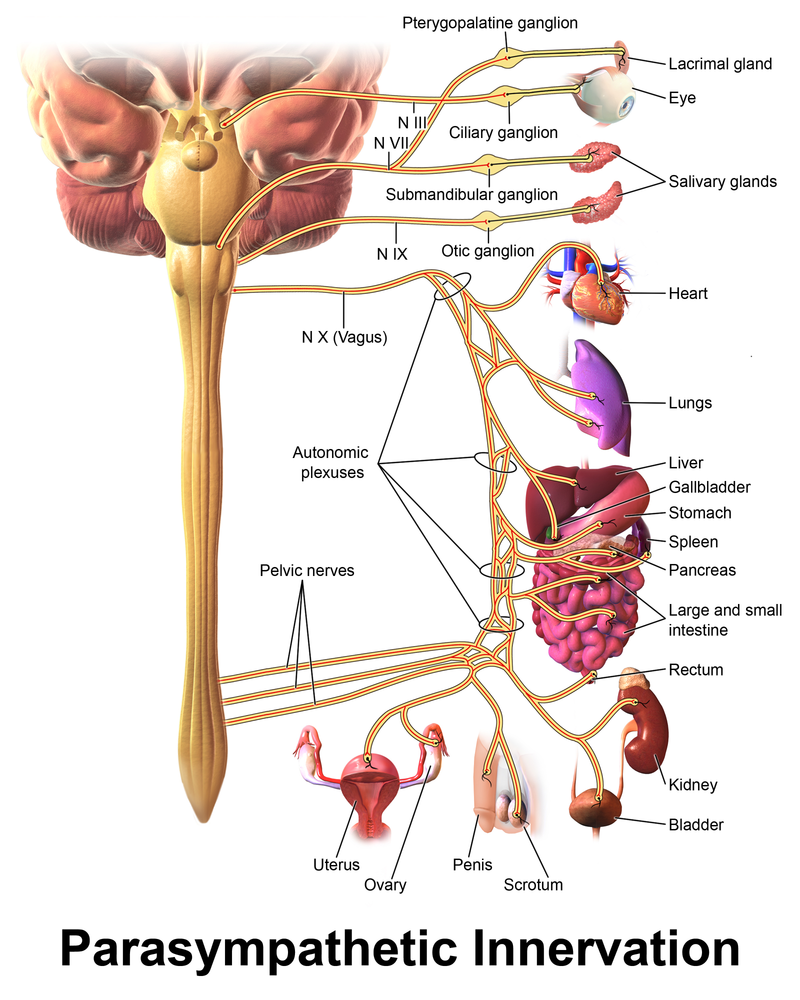 Pterygopalatine ganglion
Lacrimal gland
Eye
N III
Ciliary ganglion
N VII
Submandibular ganglion
Salivary glands
N IX
Otic ganglion
Heart
N X (Vagus)
Lungs
Autonomic
plexuses
Liver
Gallbladder
Stomach
Spleen
Pancreas
Pelvic nerves
Large and small
intestine
Rectum
Kidney
Bladder
Uterus
Ovary
Penis
Scrotum
Parasympathetic Innervation